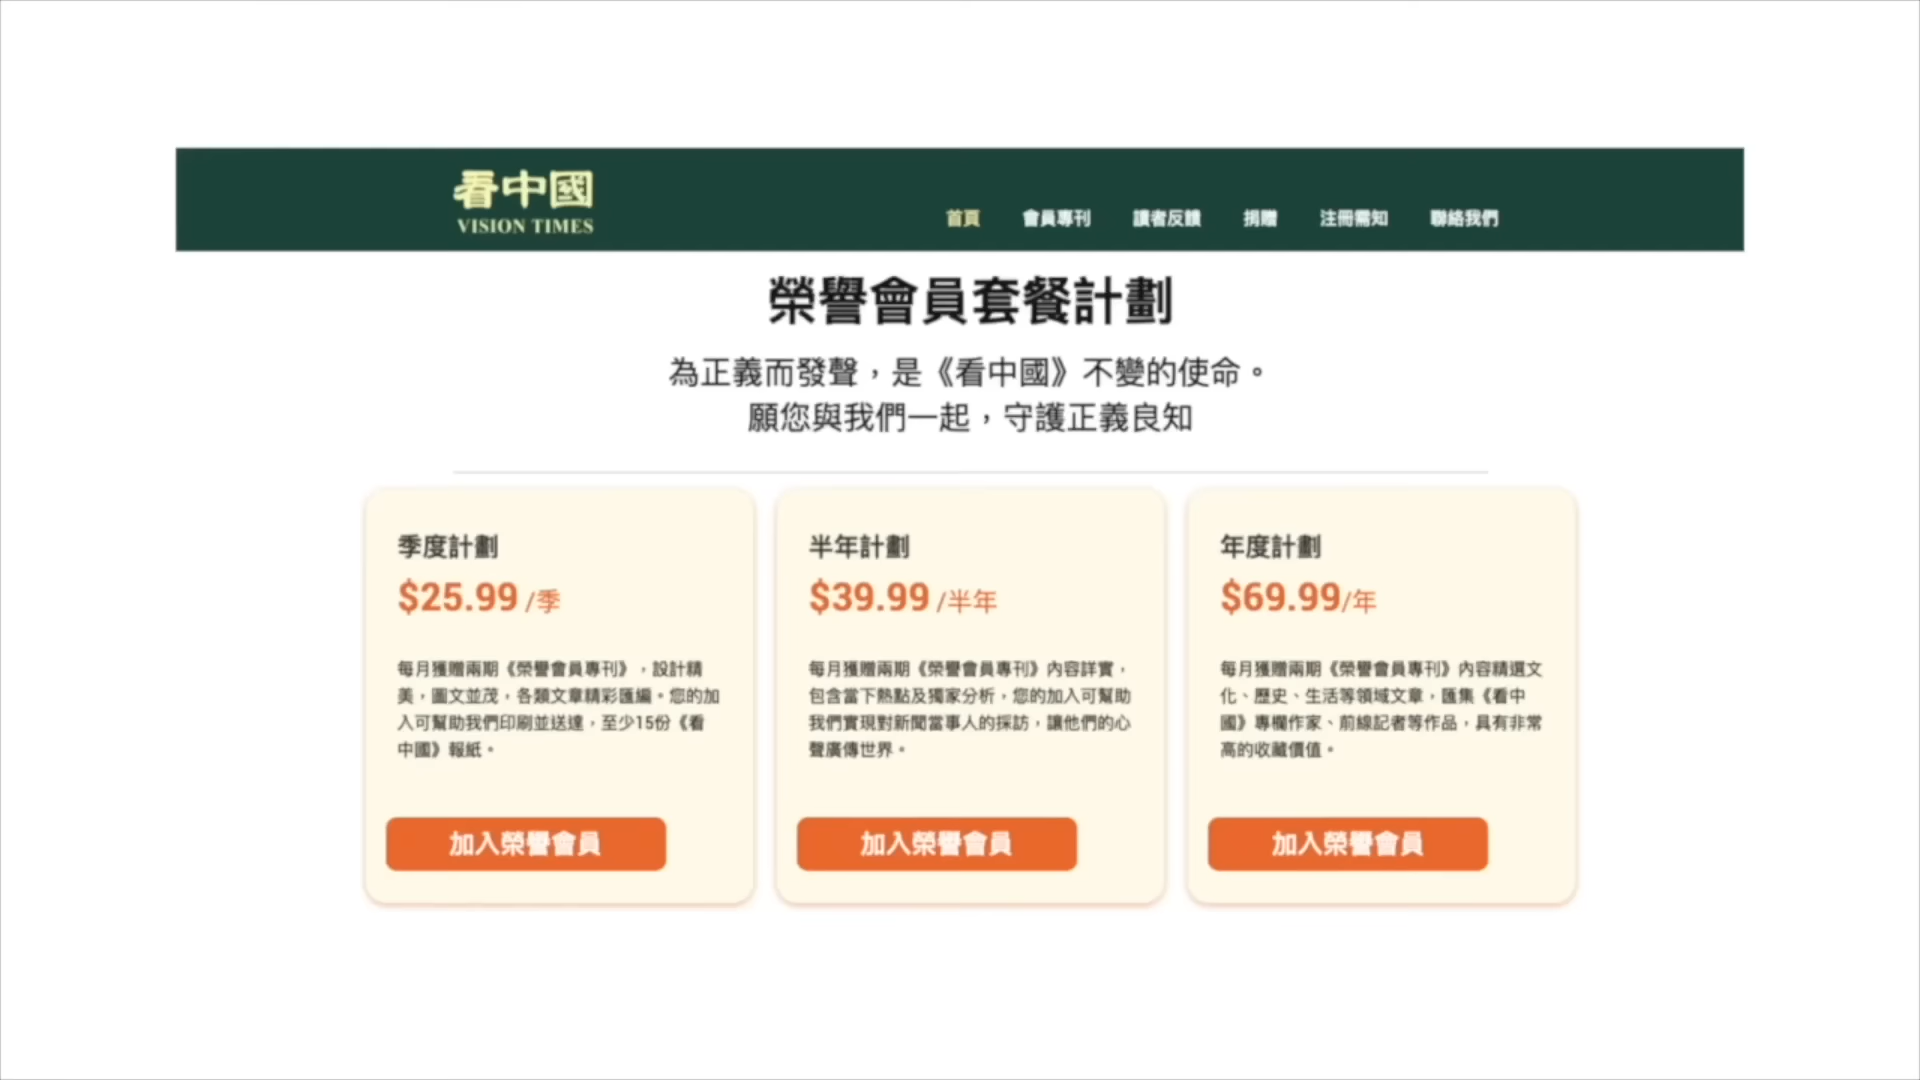 看中國
VISION TIMES
首頁 會員專刊 讀者反饋 捐贈 注冊需知 聯絡我們
榮譽會員套餐計劃
為正義而發聲，是《看中國》不變的使命。
願您與我們一起，守護正義良知
季度計劃
$25.99 /季
每月獲贈兩期《榮譽會員專刊》，設計精
美，圖文並茂，各類文章精彩匯編。您的加
入可幫助我們印刷並送達，至少15份《看
中國》報紙。
加入榮譽會員
半年計劃
$39.99 /半年
每月獲贈兩期《榮譽會員專刊》內容詳實，
包含當下熱點及獨家分析，您的加入可幫助
我們實現對新聞當事人的採訪，讓他們的心
聲廣傳世界。
加入榮譽會員
年度計劃
$69.99/年
每月獲贈兩期《榮譽會員專刊》內容精選文
化、歷史、生活等領域文章，匯集《看中
國》專欄作家、前線記者等作品，具有非常
高的收藏價值。
加入榮譽會員